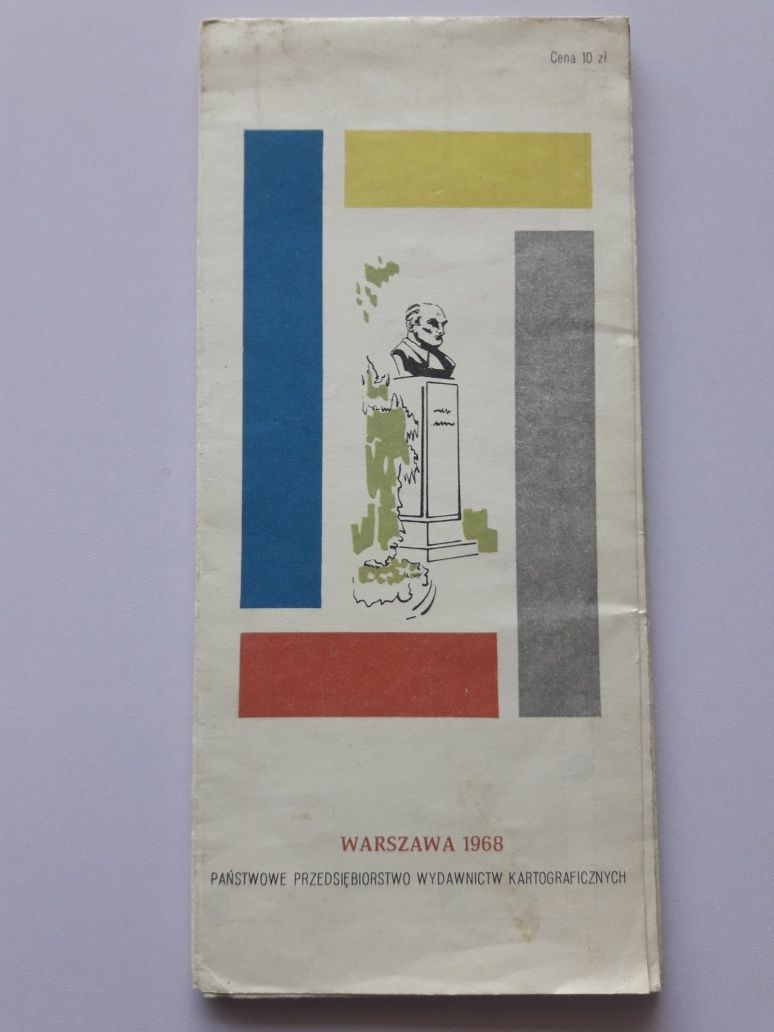 Cena 10 zł
WARSZAWA 1968
PAŃSTWOWE PRZEDSIĘBIORSTWO WYDAWNICTW KARTOGRAFICZNYCH